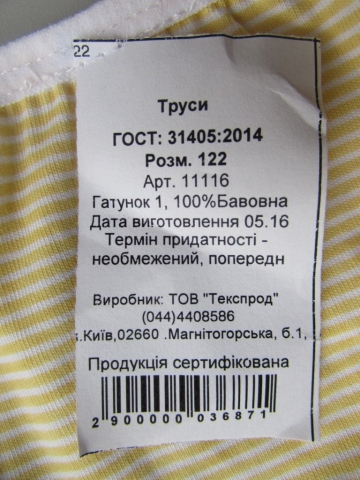 22
Труси
ГОСТ: 31405:2014
Розм. 122
Арт. 11116
Гатунок 1, 100%Бавовна
Дата виготовлення 05.16
Термін придатності -
необмежений, попередн
Виробник: ТОВ "Текспрод"
(044)4408586
.Київ,02660 .Магнітогорська, б.1,
Продукція сертифікована
2 900000 036871